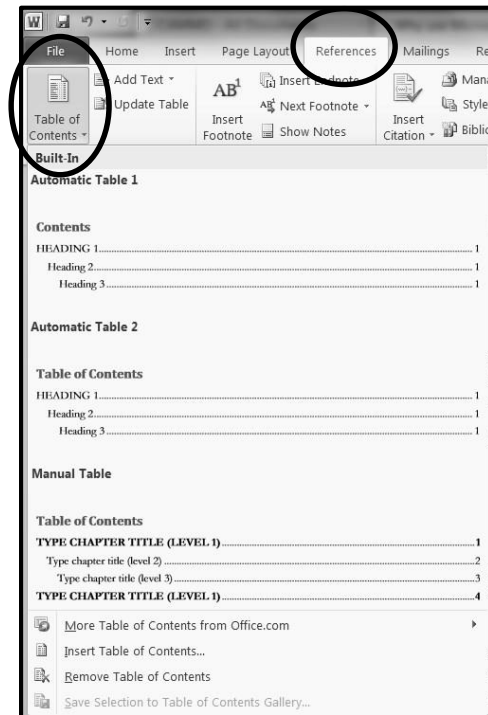 W
File Home Insert Page Layout References Mailings Re
Table of Contents
Add Text
Update Table
AB¹
Insert Footnote
Insert Endnote
Next Footnote
Show Notes
Insert Citation
Mana
Style
Biblio
Built-In
Automatic Table 1
Contents
HEADING 1 1
Heading 2 1
Heading 3 1
Automatic Table 2
Table of Contents
HEADING 1 1
Heading 2 1
Heading 3 1
Manual Table
Table of Contents
TYPE CHAPTER TITLE (LEVEL 1) 1
Type chapter title (level 2) 2
Type chapter title (level 3) 3
TYPE CHAPTER TITLE (LEVEL 1) 4
More Table of Contents from Office.com
Insert Table of Contents...
Remove Table of Contents
Save Selection to Table of Contents Gallery...